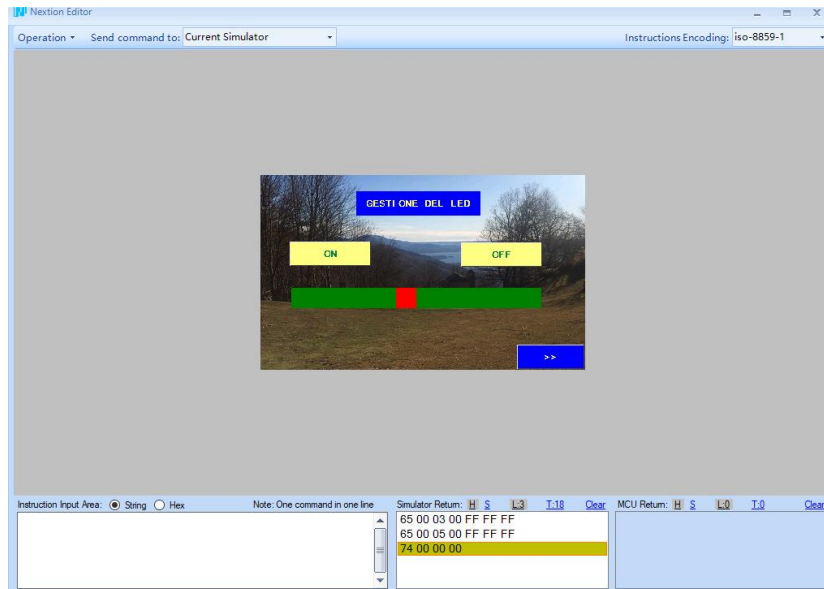 Nextion Editor
Operation Send command to: Current Simulator Instructions Encoding: iso-8859-1
GESTIONE DEL LED
ON OFF
>>
Instruction Input Area: String Hex Note: One command in one line Simulator Return: H S L:3 T:18 Clear MCU Return: H S L:0 T:0 Clear
65 00 03 00 FF FF FF
65 00 05 00 FF FF FF
74 00 00 00